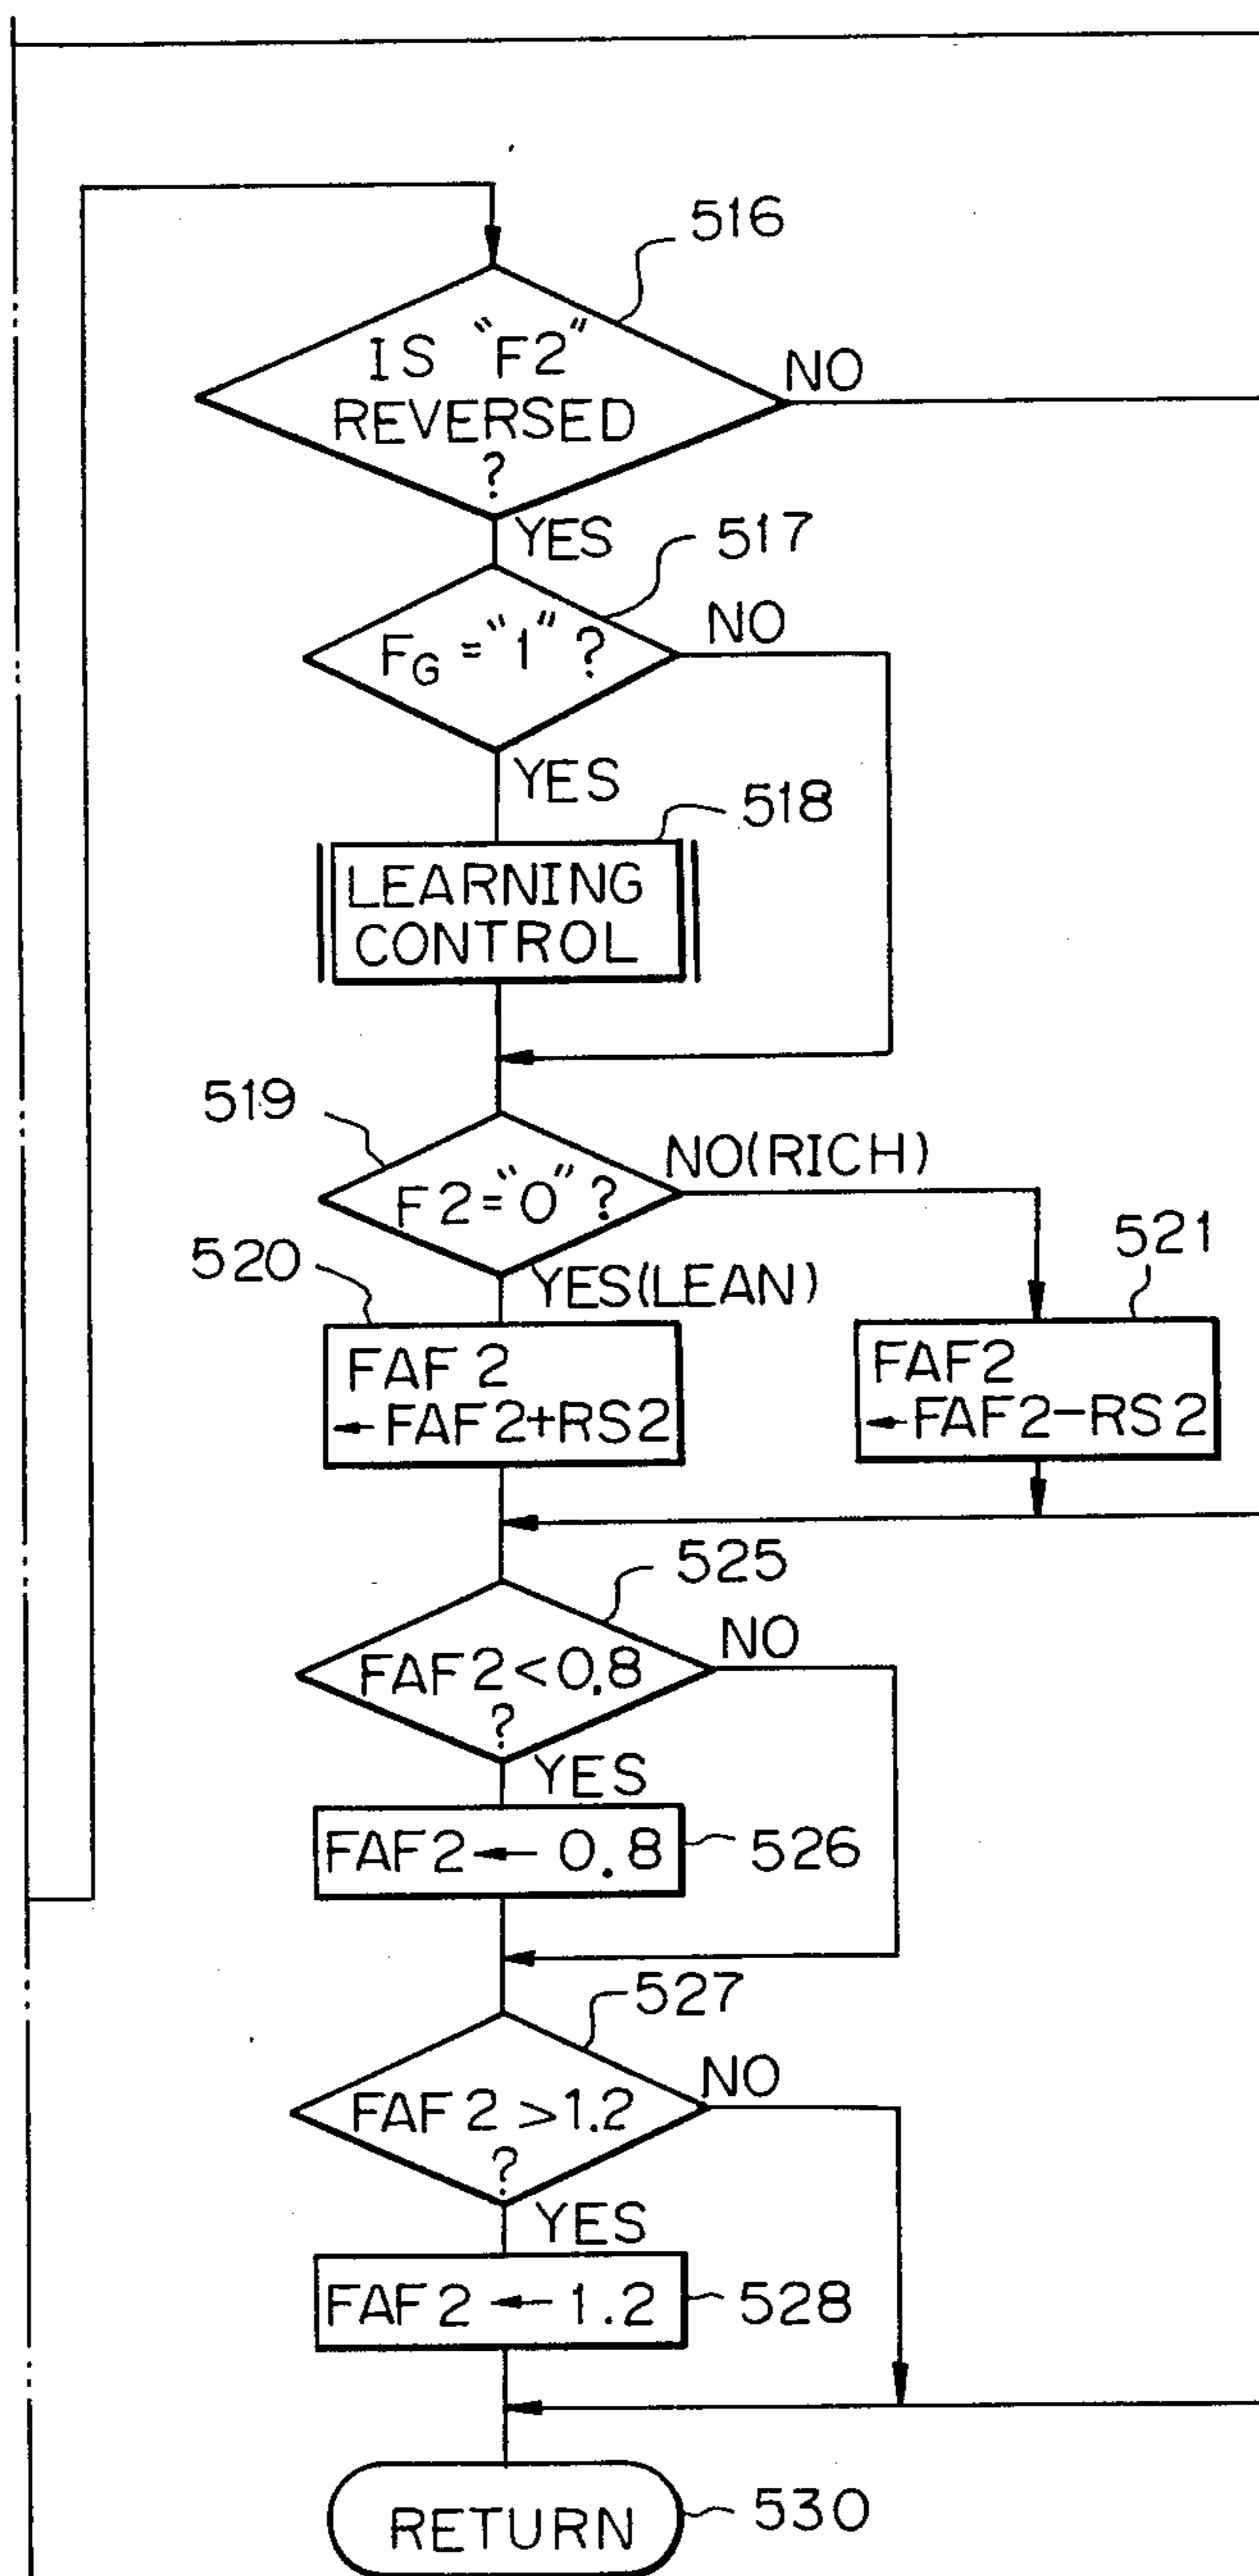 516
IS "F2"
REVERSED
?
NO
YES
517
FG = "1" ?
NO
YES
518
LEARNING
CONTROL
519
F2 = "0" ?
NO(RICH)
YES(LEAN)
520
FAF2
← FAF2+RS2
521
FAF2
← FAF2-RS2
525
FAF2<0.8
?
NO
YES
FAF2 ← 0.8
526
527
FAF2>1.2
?
NO
YES
FAF2 ← 1.2
528
RETURN
530